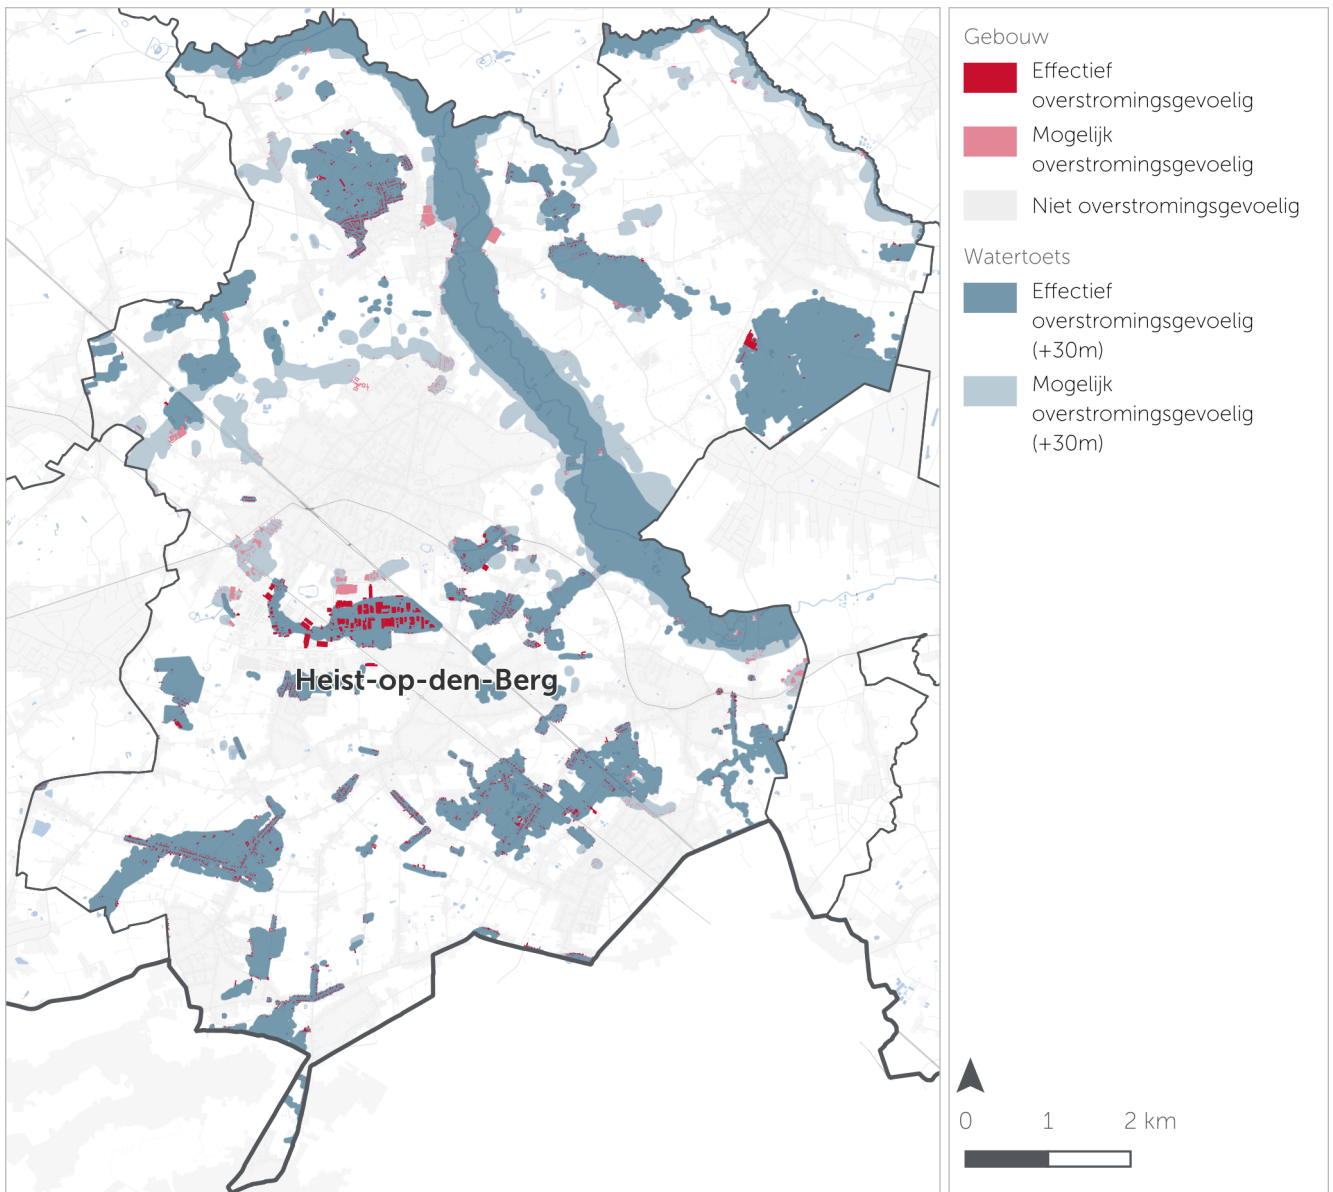 Gebouw
Effectief
overstromingsgevoelig
Mogelijk
overstromingsgevoelig
Niet overstromingsgevoelig
Watertoets
Effectief
overstromingsgevoelig
(+30m)
Mogelijk
overstromingsgevoelig
(+30m)
Heist-op-den-Berg
0 1 2 km